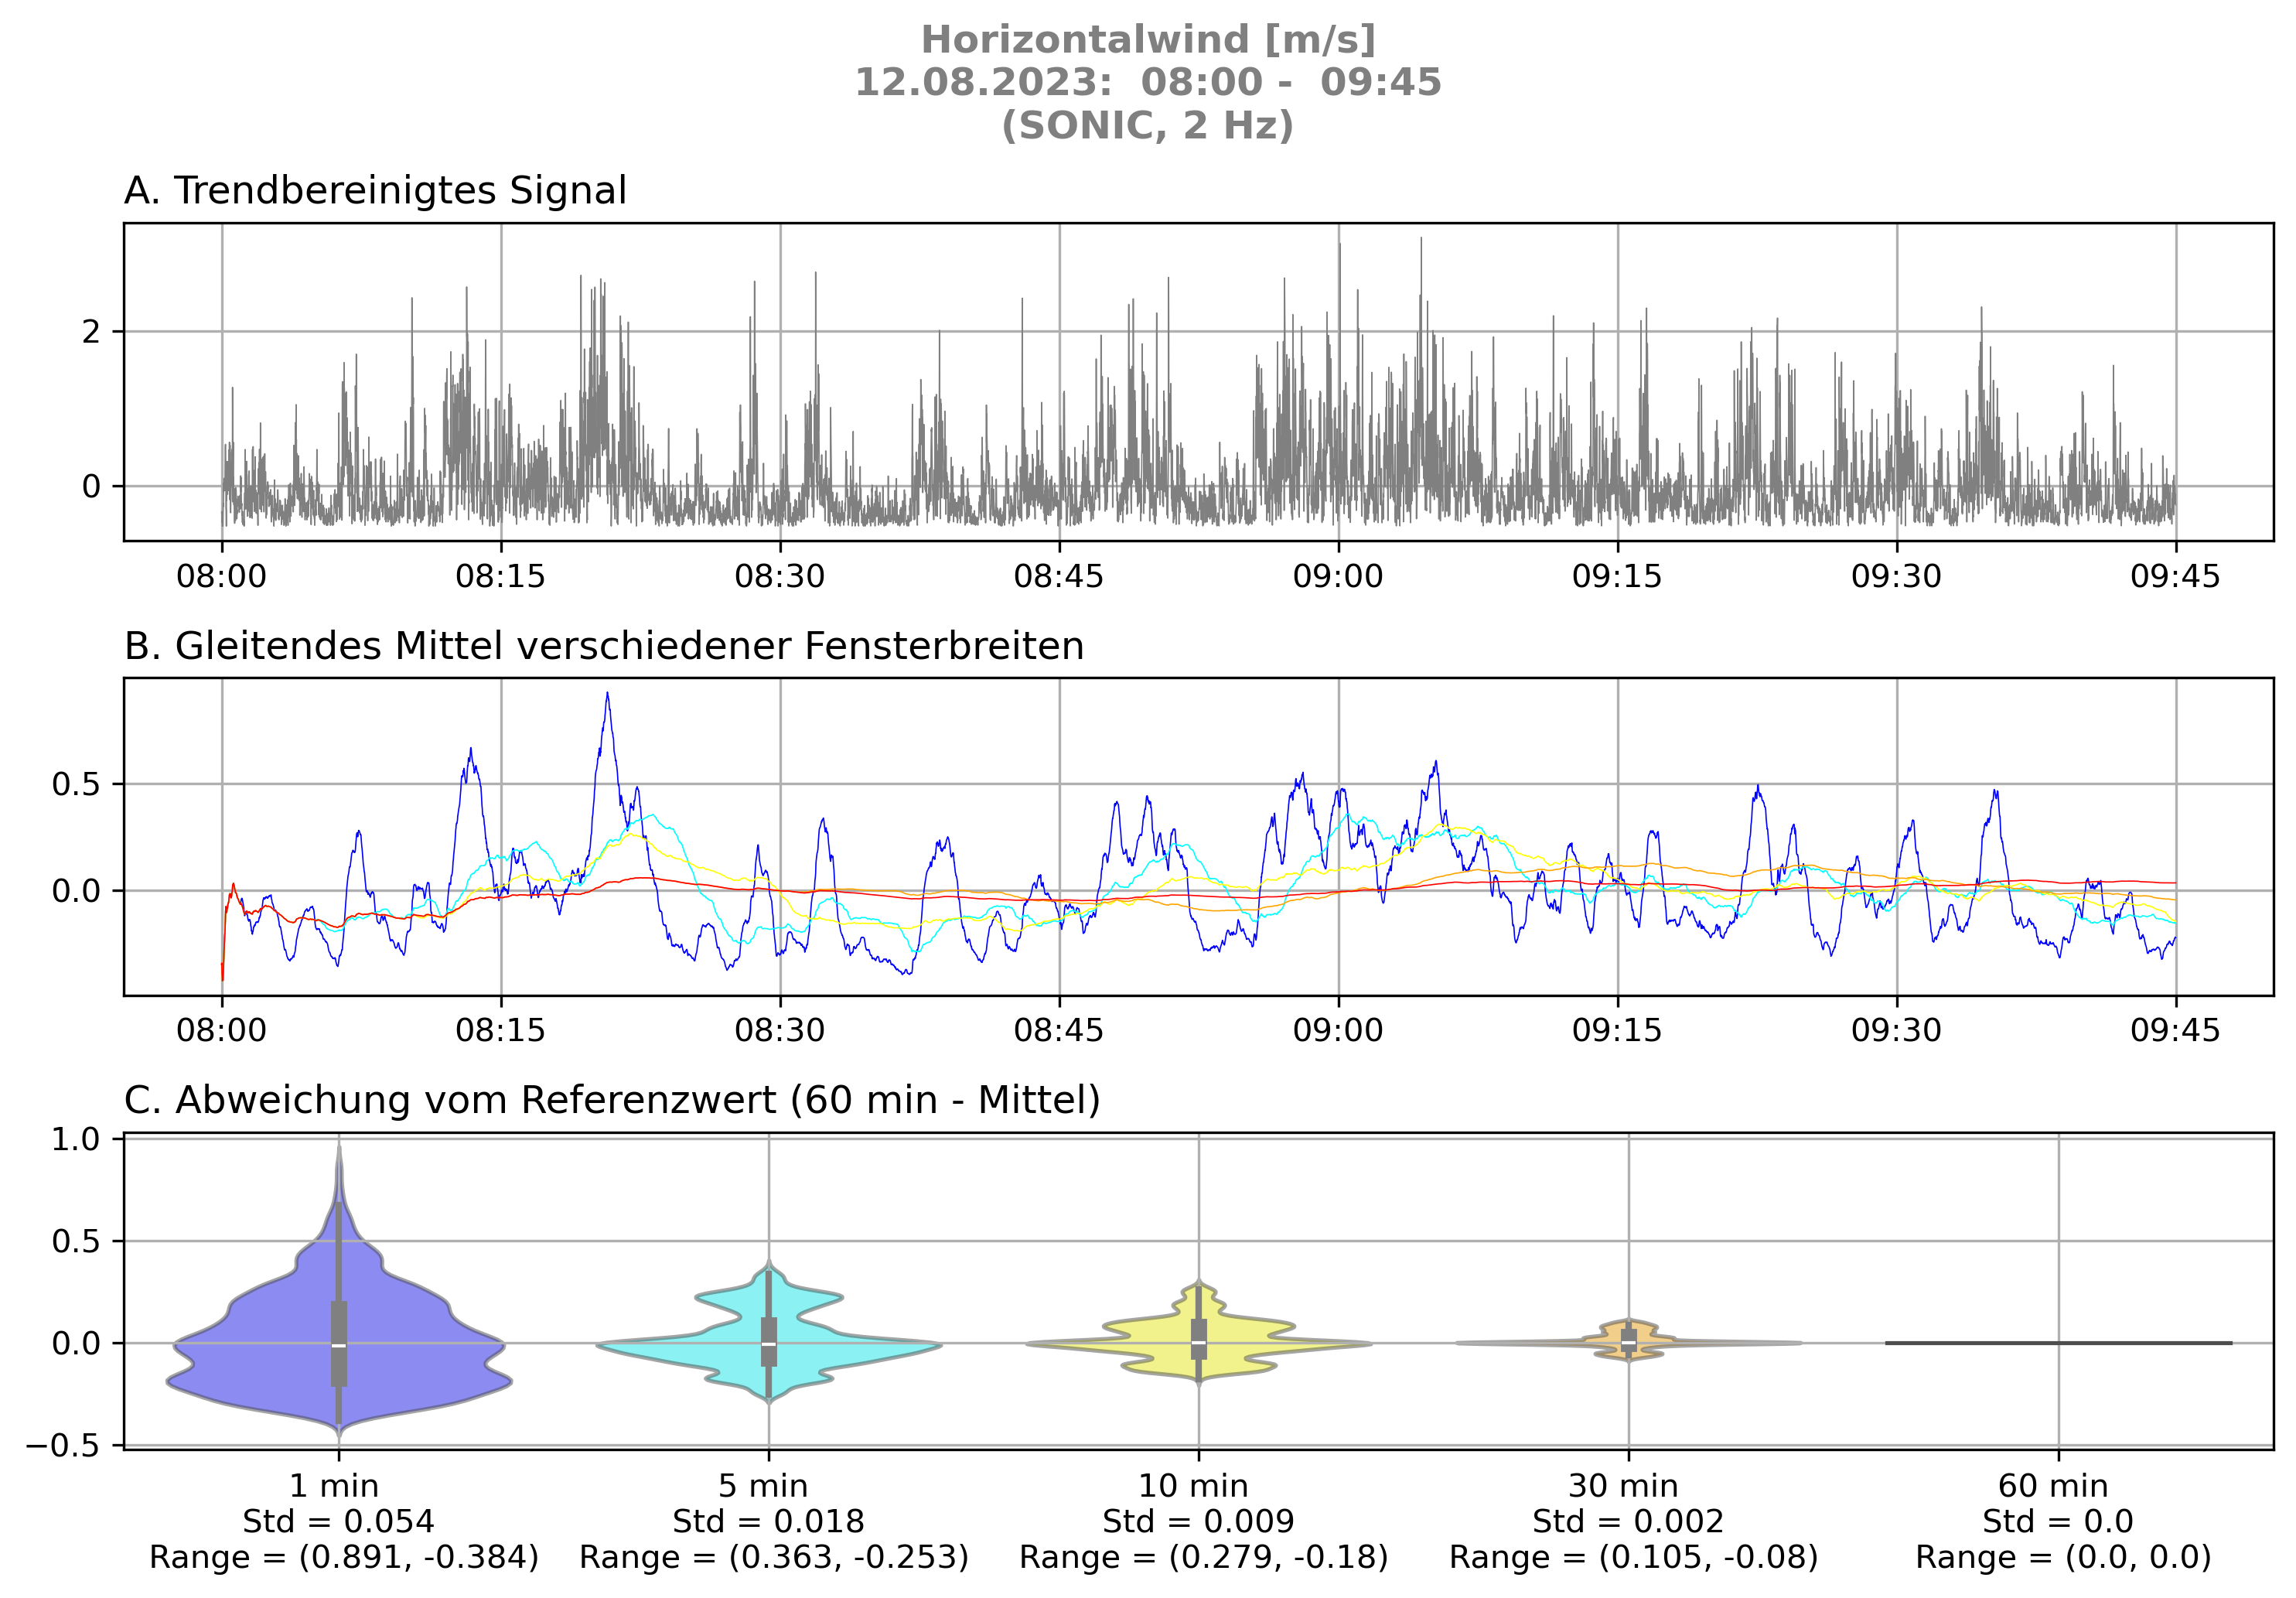 Horizontalwind [m/s]
12.08.2023:  08:00 -  09:45
(SONIC, 2 Hz)
A. Trendbereinigtes Signal
2
0
08:00 08:15 08:30 08:45 09:00 09:15 09:30 09:45
B. Gleitendes Mittel verschiedener Fensterbreiten
0.5
0.0
08:00 08:15 08:30 08:45 09:00 09:15 09:30 09:45
C. Abweichung vom Referenzwert (60 min - Mittel)
1.0
0.5
0.0
−0.5
1 min 5 min 10 min 30 min 60 min
Std = 0.054 Std = 0.018 Std = 0.009 Std = 0.002 Std = 0.0
Range = (0.891, -0.384) Range = (0.363, -0.253) Range = (0.279, -0.18) Range = (0.105, -0.08) Range = (0.0, 0.0)